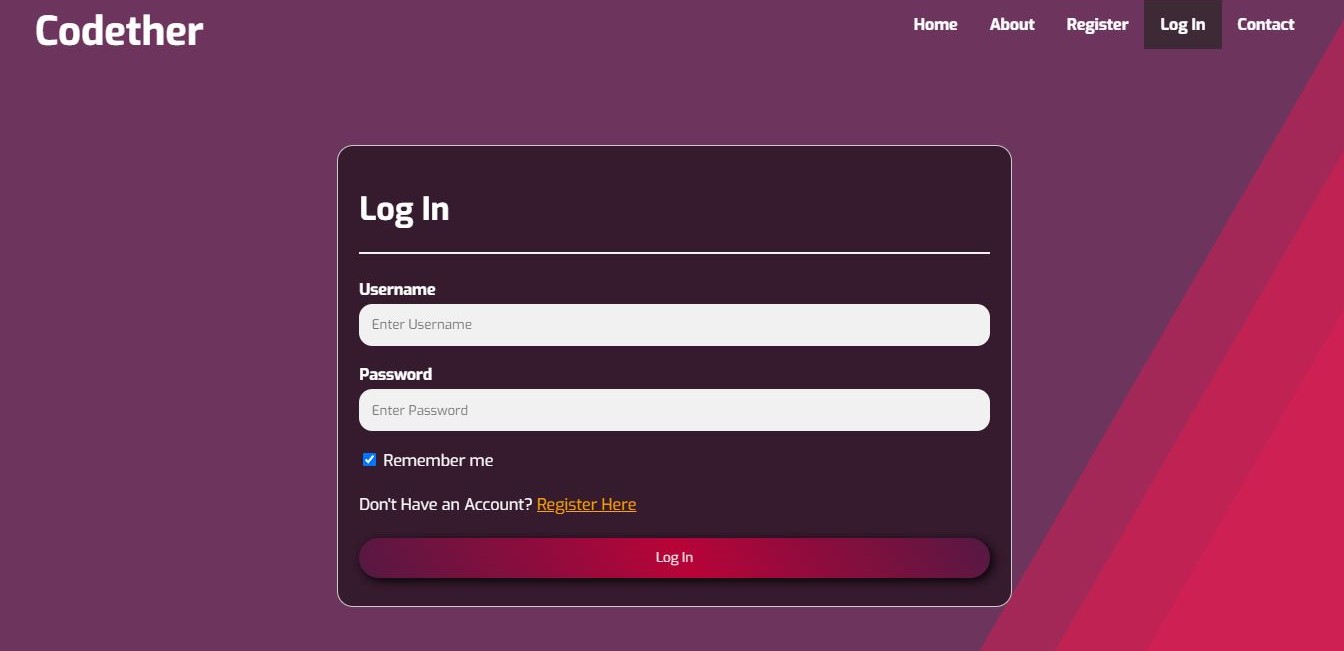 Codether
Home About Register Log In Contact
Log In
Username
Enter Username
Password
Enter Password
Remember me
Don't Have an Account? Register Here
Log In